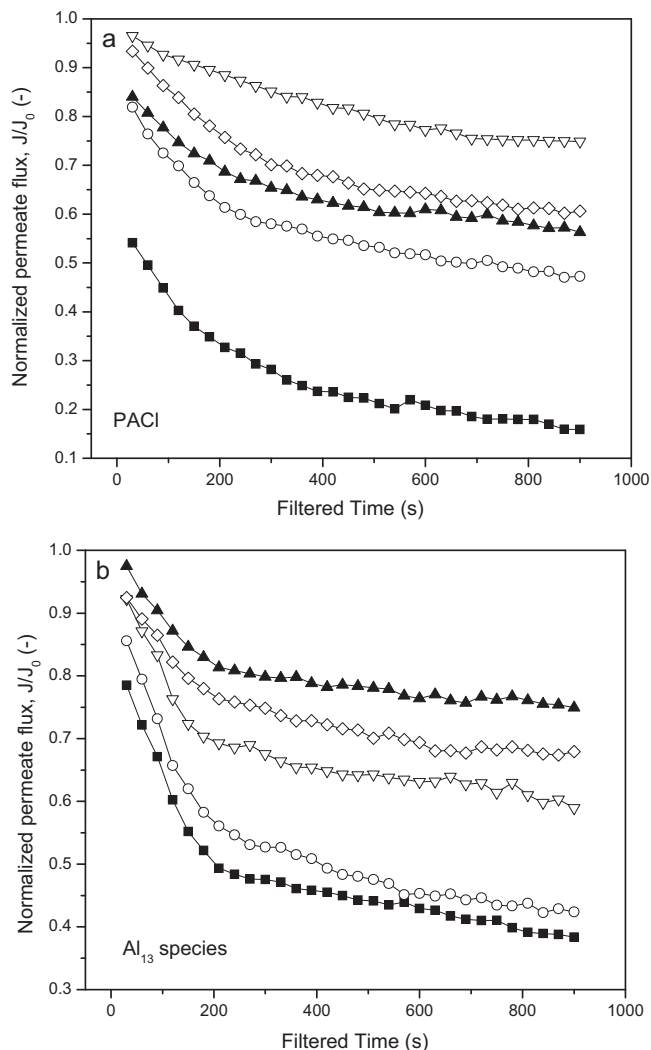 a
1.0
0.9
0.8
0.7
0.6
0.5
0.4
0.3
0.2
0.1
Normalized permeate flux, J/J₀ (-)
PACl
0 200 400 600 800 1000
Filtered Time (s)
b
1.0
0.9
0.8
0.7
0.6
0.5
0.4
0.3
Normalized permeate flux, J/J₀ (-)
Al₁₃ species
0 200 400 600 800 1000
Filtered Time (s)